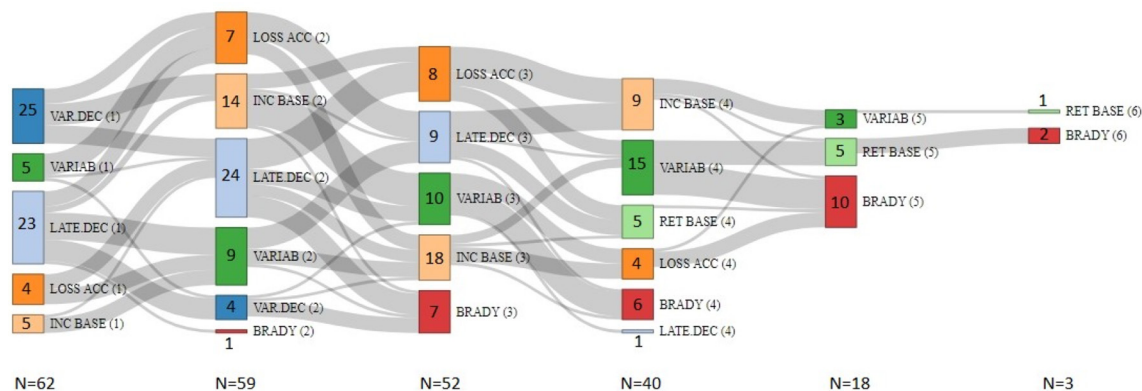 25 VAR.DEC (1)
5 VARIAB (1)
23 LATE.DEC (1)
4 LOSS ACC (1)
5 INC BASE (1)
N=62
7 LOSS ACC (2)
14 INC BASE (2)
24 LATE DEC (2)
9 VARIAB (2)
4 VAR.DEC (2)
1 BRADY (2)
N=59
8 LOSS ACC (3)
9 LATE.DEC (3)
10 VARIAB (3)
18 INC BASE (3)
7 BRADY (3)
N=52
9 INC BASE (4)
15 VARIAB (4)
5 RET BASE (4)
4 LOSS ACC (4)
6 BRADY (4)
1 LATE.DEC (4)
N=40
3 VARIAB (5)
5 RET BASE (5)
10 BRADY (5)
N=18
1 RET BASE (6)
2 BRADY (6)
N=3